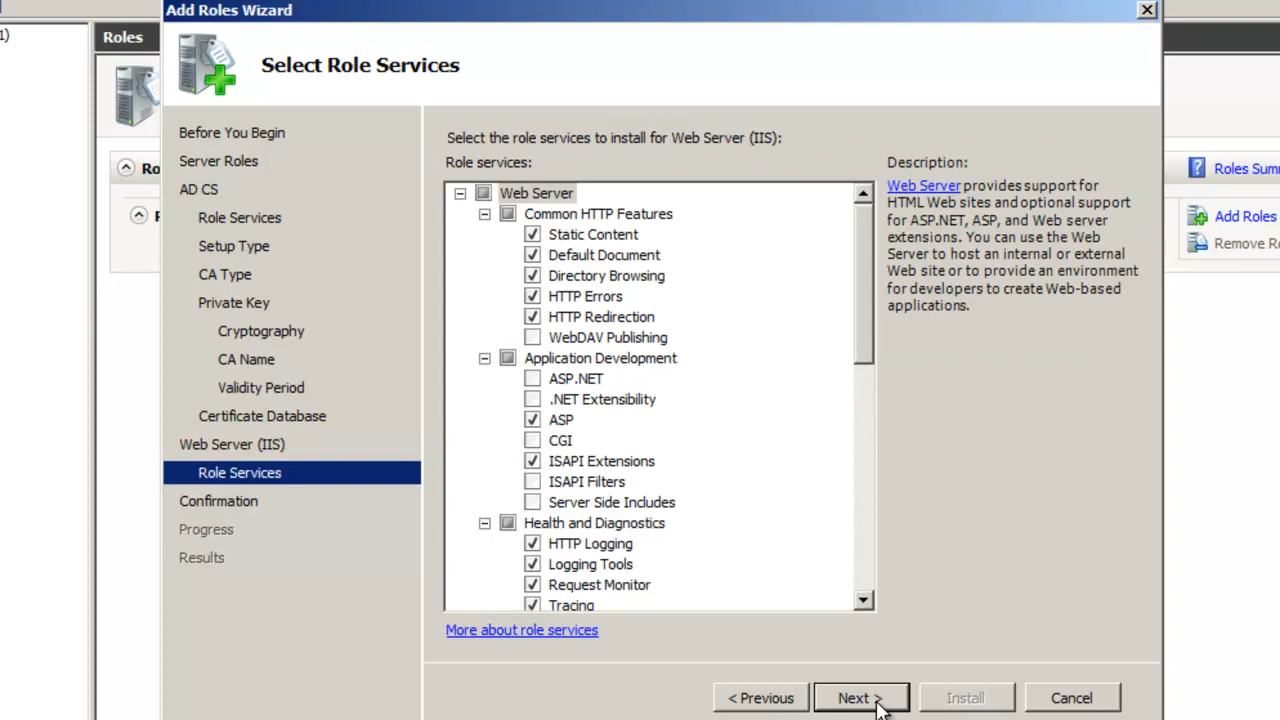 Add Roles Wizard
1)
Roles
Select Role Services
Before You Begin
Server Roles
AD CS
Role Services
Setup Type
CA Type
Private Key
Cryptography
CA Name
Validity Period
Certificate Database
Web Server (IIS)
Role Services
Confirmation
Progress
Results
Select the role services to install for Web Server (IIS):
Role services:
Web Server
Common HTTP Features
Static Content
Default Document
Directory Browsing
HTTP Errors
HTTP Redirection
WebDAV Publishing
Application Development
ASP.NET
.NET Extensibility
ASP
CGI
ISAPI Extensions
ISAPI Filters
Server Side Includes
Health and Diagnostics
HTTP Logging
Logging Tools
Request Monitor
Tracing
More about role services
Description:
Web Server provides support for
HTML Web sites and optional support
for ASP.NET, ASP, and Web server
extensions. You can use the Web
Server to host an internal or external
Web site or to provide an environment
for developers to create Web-based
applications.
< Previous
Next >
Install
Cancel
Roles Sum
Add Roles
Remove Ro